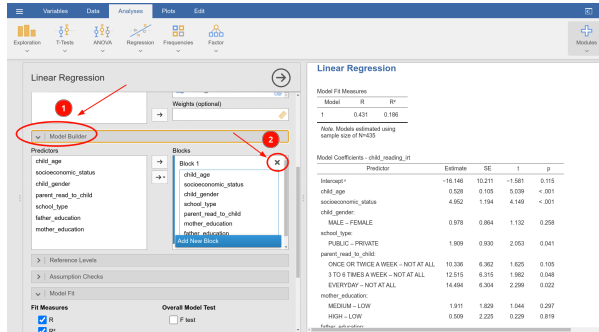 Variables Data Analyses Plots Edit
Exploration T-Tests ANOVA Regression Frequencies Factor Modules
Linear Regression
Weights (optional)
1
Model Builder
2
Predictors
child_age
socioeconomic_status
child_gender
parent_read_to_child
school_type
father_education
mother_education
Blocks
Block 1
child_age
socioeconomic_status
child_gender
school_type
parent_read_to_child
mother_education
father_education
Add New Block
Reference Levels
Assumption Checks
Model Fit
Fit Measures Overall Model Test
R F test
R²
Linear Regression
Model Fit Measures
Model R R²
1 0.431 0.186
Note. Models estimated using
sample size of N=435
Model Coefficients - child_reading_irt
Predictor Estimate SE t p
Intercept ᵃ −16.146 10.211 −1.581 0.115
child_age 0.528 0.105 5.039 < .001
socioeconomic_status 4.952 1.194 4.149 < .001
child_gender:
MALE – FEMALE 0.978 0.864 1.132 0.258
school_type:
PUBLIC – PRIVATE 1.909 0.930 2.053 0.041
parent_read_to_child:
ONCE OR TWICE A WEEK – NOT AT ALL 10.336 6.362 1.625 0.105
3 TO 6 TIMES A WEEK – NOT AT ALL 12.515 6.315 1.982 0.048
EVERYDAY – NOT AT ALL 14.494 6.304 2.299 0.022
mother_education:
MEDIUM – LOW 1.911 1.829 1.044 0.297
HIGH – LOW 0.509 2.225 0.229 0.819
father_education: